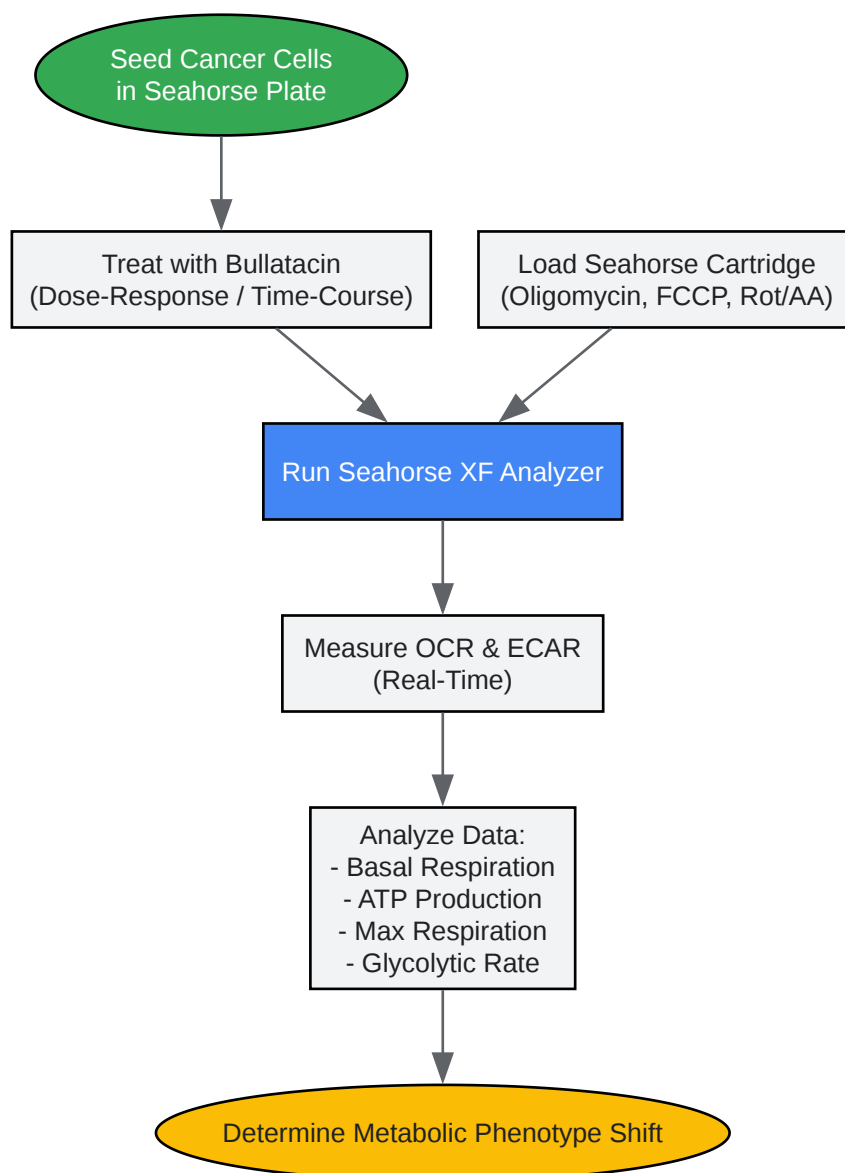 Seed Cancer Cells
in Seahorse Plate
Treat with Bullatacin
(Dose-Response / Time-Course)
Load Seahorse Cartridge
(Oligomycin, FCCP, Rot/AA)
Run Seahorse XF Analyzer
Measure OCR & ECAR
(Real-Time)
Analyze Data:
- Basal Respiration
- ATP Production
- Max Respiration
- Glycolytic Rate
Determine Metabolic Phenotype Shift